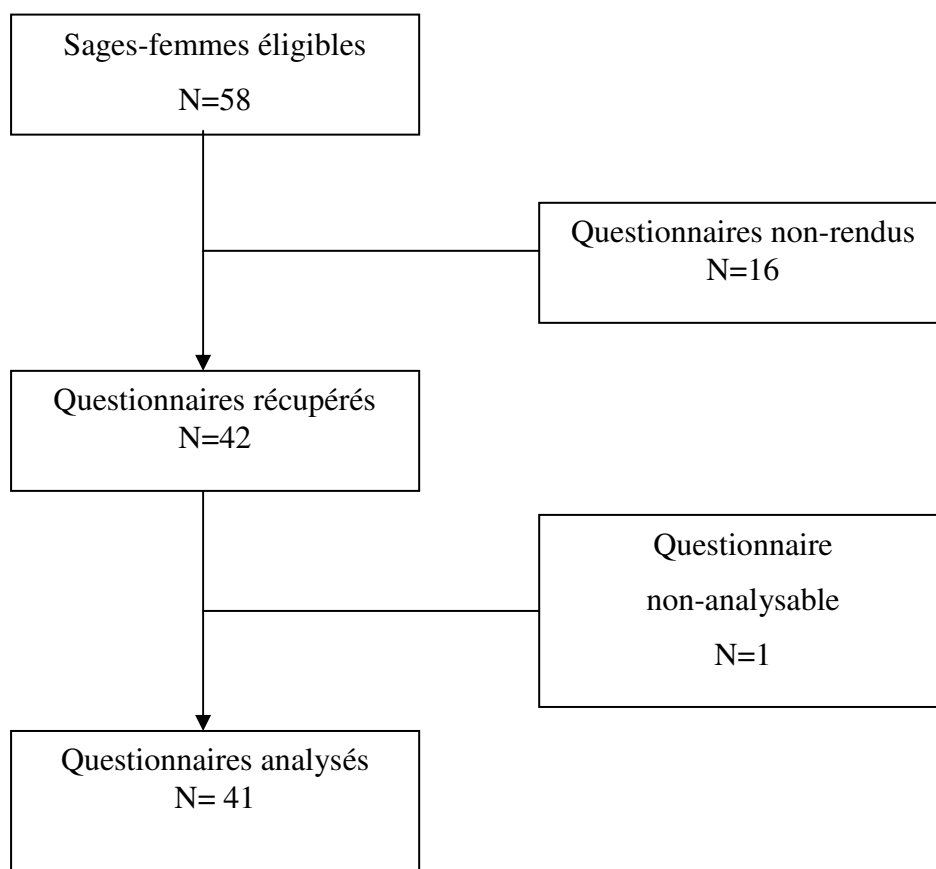 Sages-femmes éligibles
N=58
Questionnaires non-rendus
N=16
Questionnaires récupérés
N=42
Questionnaire
non-analysable
N=1
Questionnaires analysés
N= 41